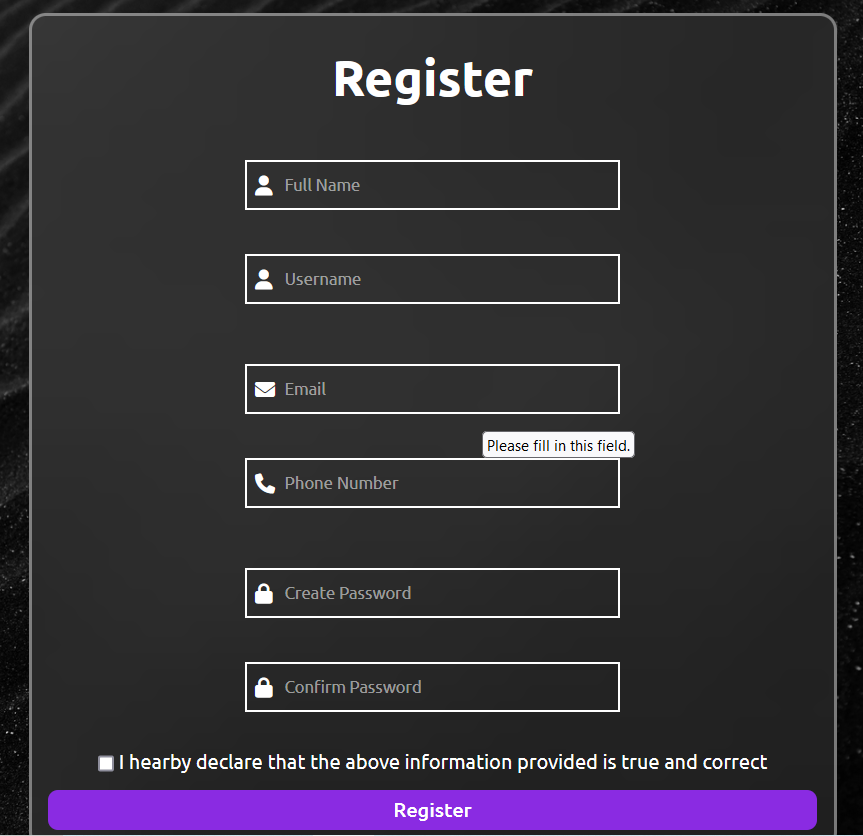 Register
Full Name
Username
Email
Please fill in this field.
Phone Number
Create Password
Confirm Password
I hearby declare that the above information provided is true and correct
Register